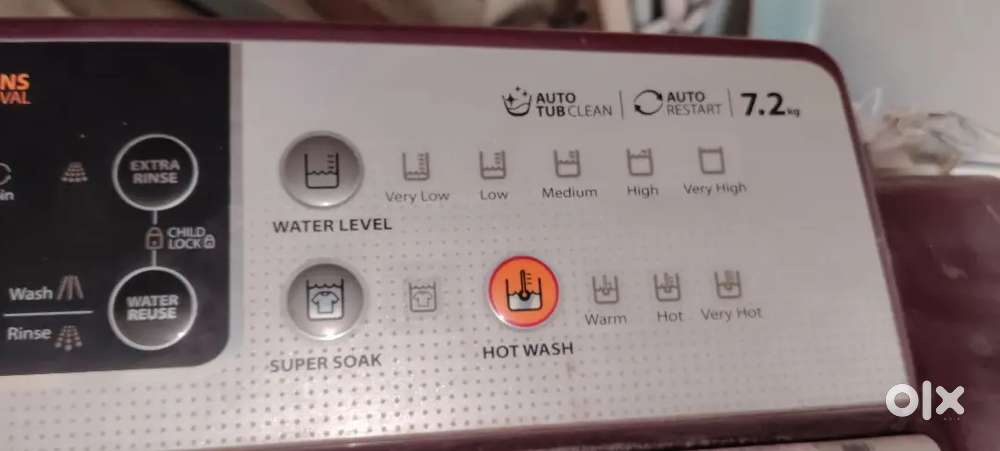 NS
VAL
AUTO
TUB CLEAN
AUTO
RESTART
7.2kg
EXTRA
RINSE
in
Very Low
Low
Medium
High
Very High
WATER LEVEL
CHILD
LOCK
Wash
Rinse
WATER
REUSE
Warm
Hot
Very Hot
SUPER SOAK
HOT WASH
olx